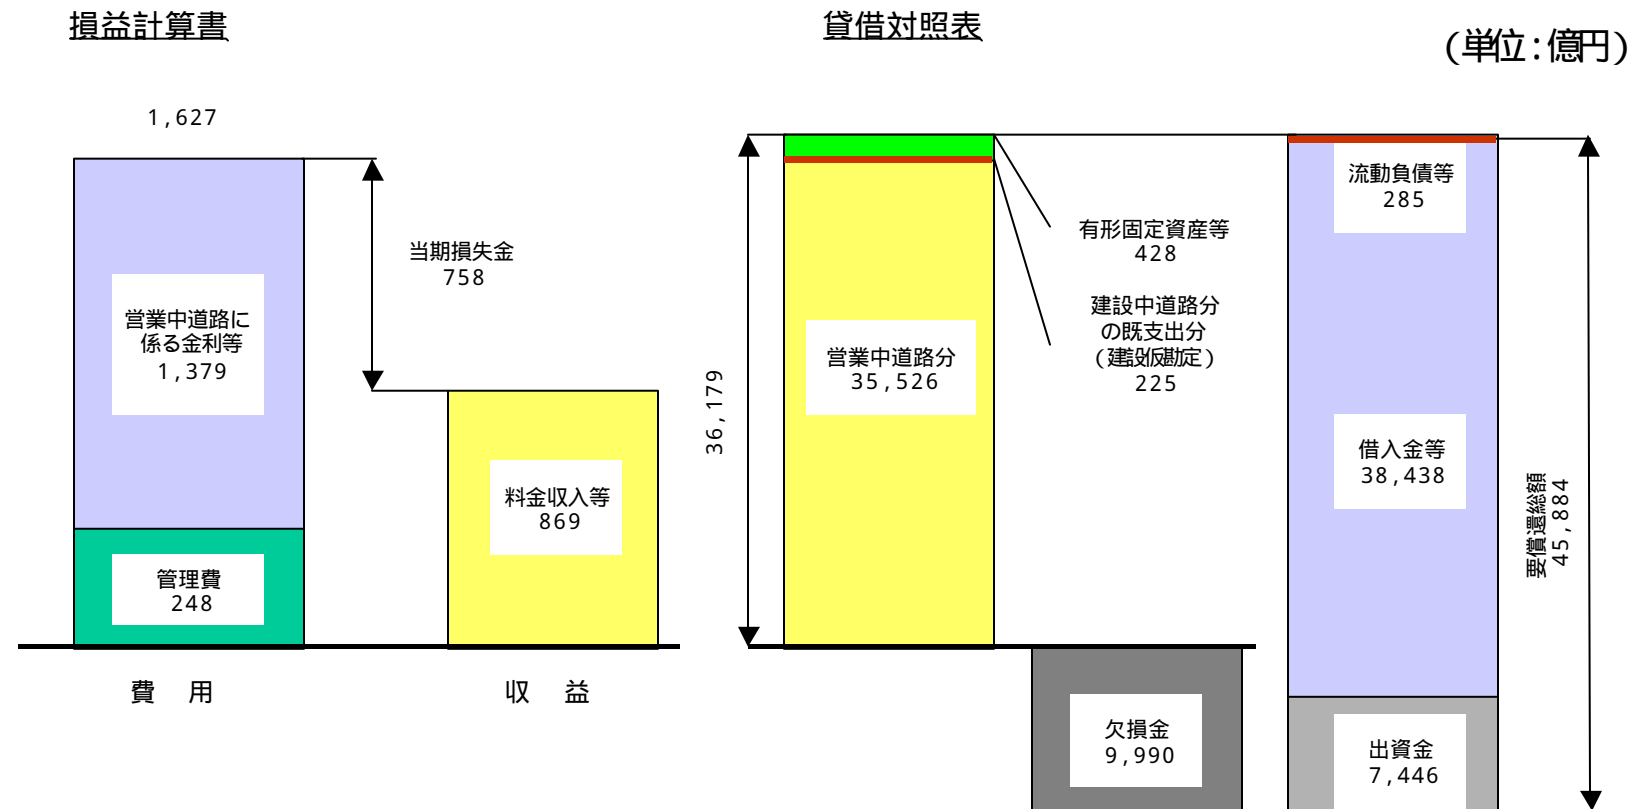 損益計算書
貸借対照表
(単位:億円)
1,627
当期損失金
758
営業中道路に
係る金利等
1,379
管理費
248
料金収入等
869
費 用
収 益
36,179
営業中道路分
35,526
有形固定資産等
428
建設中道路分
の既支出分
(建設仮勘定)
225
欠損金
9,990
流動負債等
285
借入金等
38,438
出資金
7,446
要償還総額
45,884